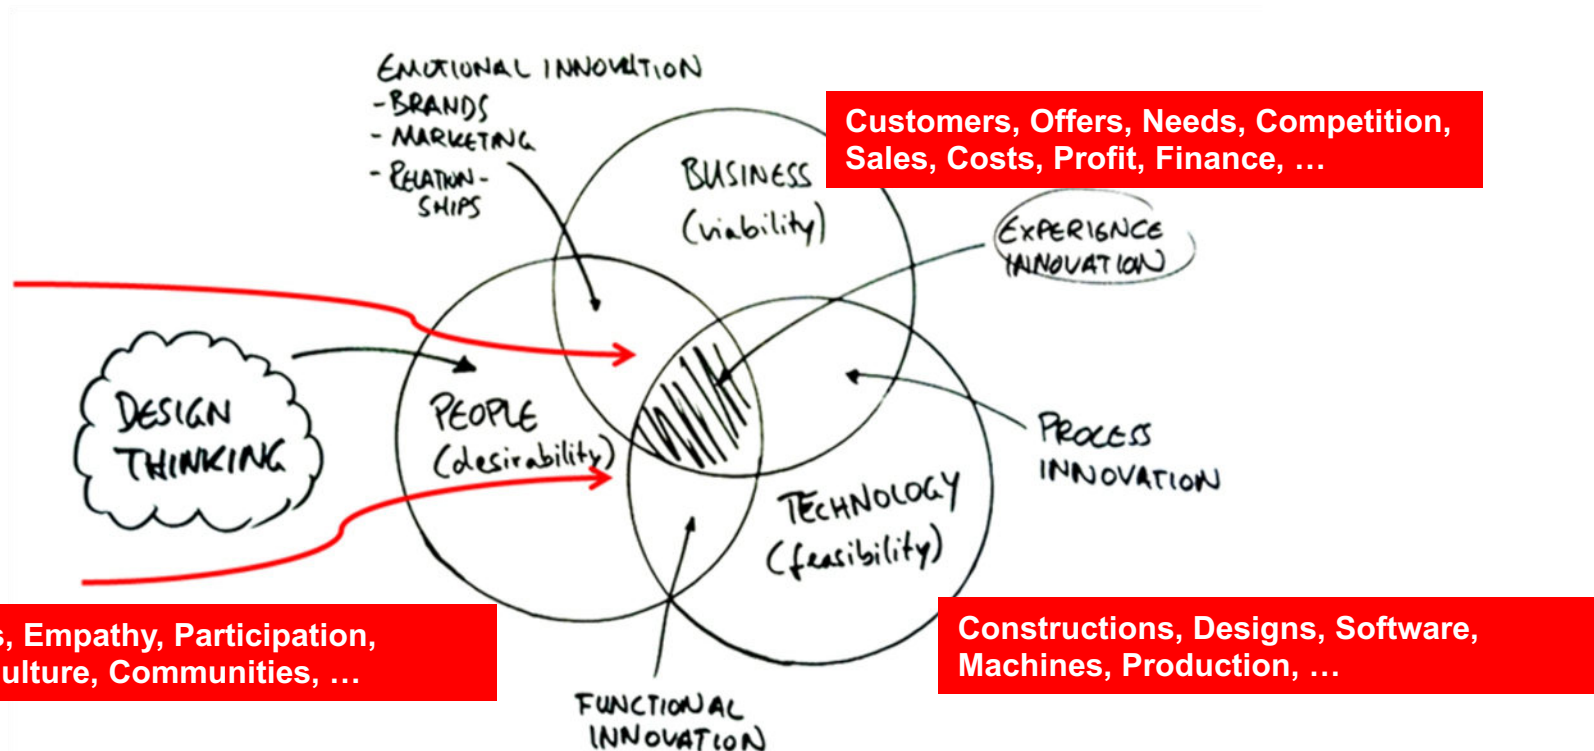 EMOTIONAL INNOVATION
- BRANDS
- MARKETING
- RELATION-
SHIPS
Customers, Offers, Needs, Competition,
Sales, Costs, Profit, Finance, …
BUSINESS
(viability)
EXPERIENCE
INNOVATION
DESIGN
THINKING
PEOPLE
(desirability)
PROCESS
INNOVATION
TECHNOLOGY
(feasibility)
s, Empathy, Participation,
ulture, Communities, …
Constructions, Designs, Software,
Machines, Production, …
FUNCTIONAL
INNOVATION